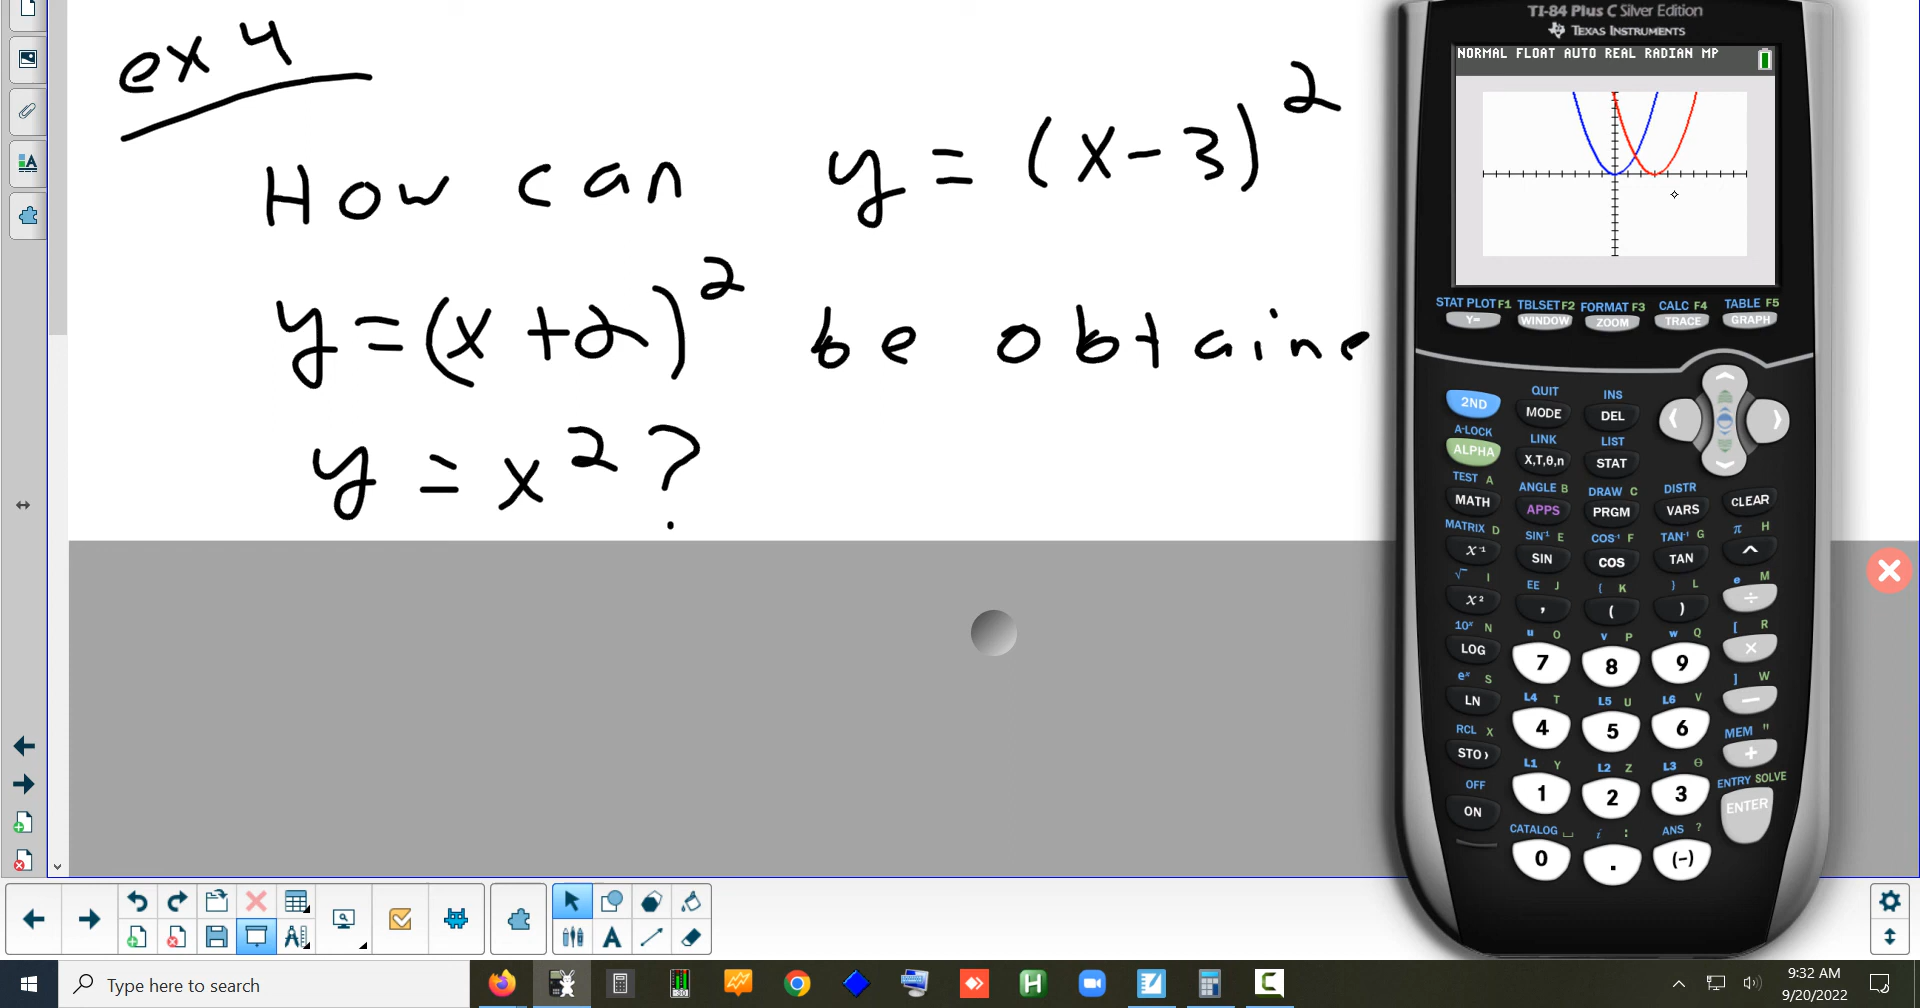 ex 4
How can y = (x - 3)²
y = (x + 2)² be obtaine
y = x² ?
TI-84 Plus C Silver Edition
TEXAS INSTRUMENTS
NORMAL FLOAT AUTO REAL RADIAN MP
STAT PLOT F1 TBLSET F2 FORMAT F3 CALC F4 TABLE F5
Y= WINDOW ZOOM TRACE GRAPH
QUIT INS
2ND MODE DEL
A-LOCK LINK LIST
ALPHA X,T,θ,n STAT
TEST A ANGLE B DRAW C DISTR
MATH APPS PRGM VARS CLEAR
MATRIX D SIN⁻¹ E COS⁻¹ F TAN⁻¹ G π H
x⁻¹ SIN COS TAN ^
√ I EE J { K } L e M
x² , ( ) ÷
10ˣ N u O v P w Q [ R
LOG 7 8 9 ×
eˣ S L4 T L5 U L6 V ] W
LN 4 5 6 −
RCL X L1 Y L2 Z L3 θ MEM "
STO› 1 2 3 +
OFF CATALOG ⎵ i : ANS ? ENTRY SOLVE
ON 0 . (-) ENTER
A
A
Type here to search
9:32 AM
9/20/2022